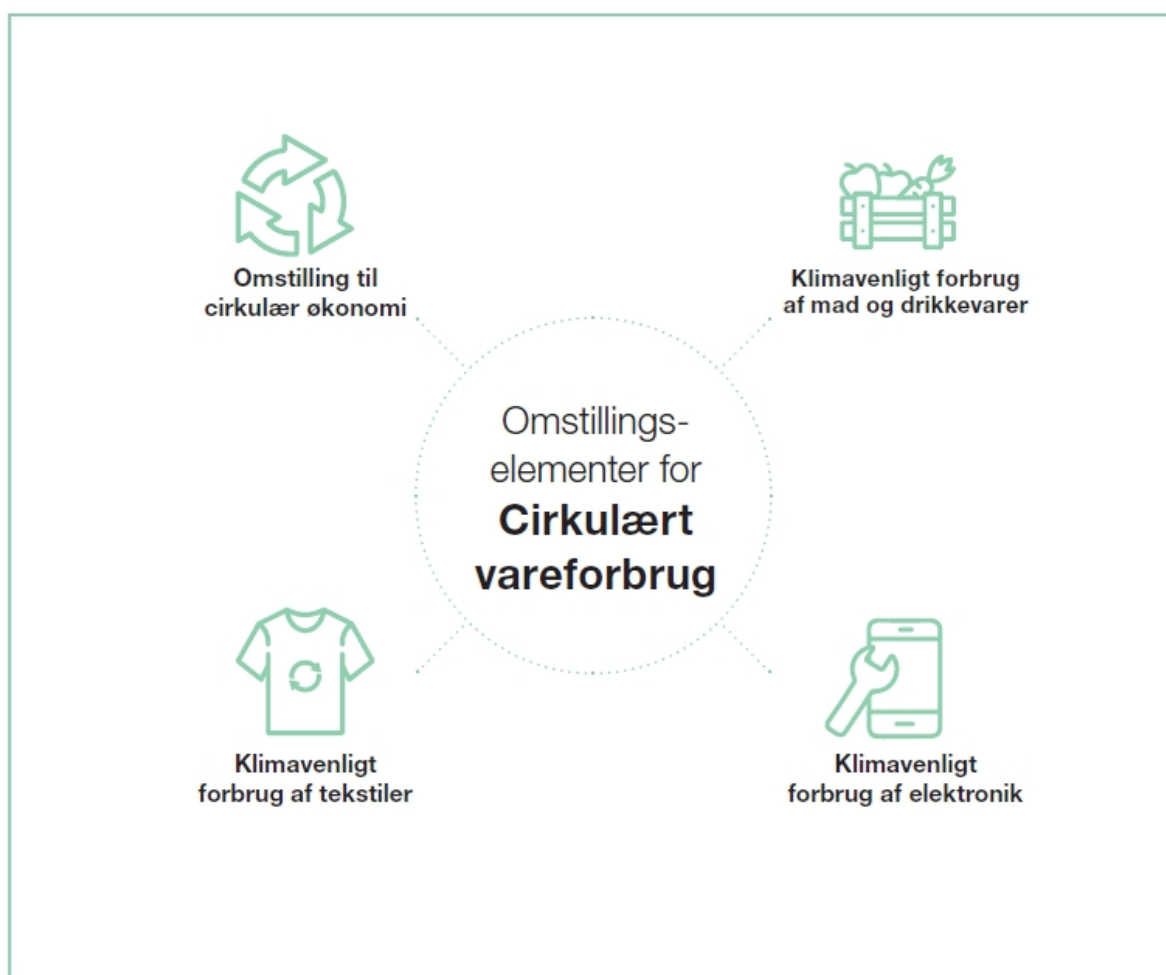 Omstilling til
cirkulær økonomi
Klimavenligt forbrug
af mad og drikkevarer
Omstillings-
elementer for
Cirkulært
vareforbrug
Klimavenligt
forbrug af tekstiler
Klimavenligt
forbrug af elektronik